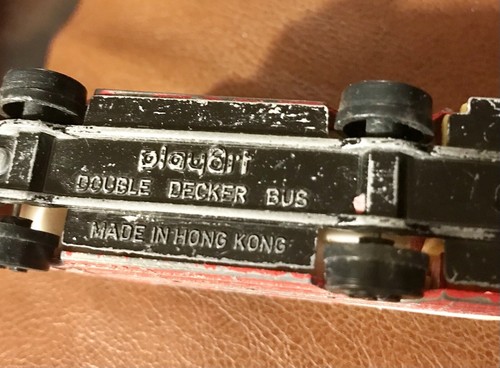 playart
DOUBLE DECKER BUS
MADE IN HONG KONG